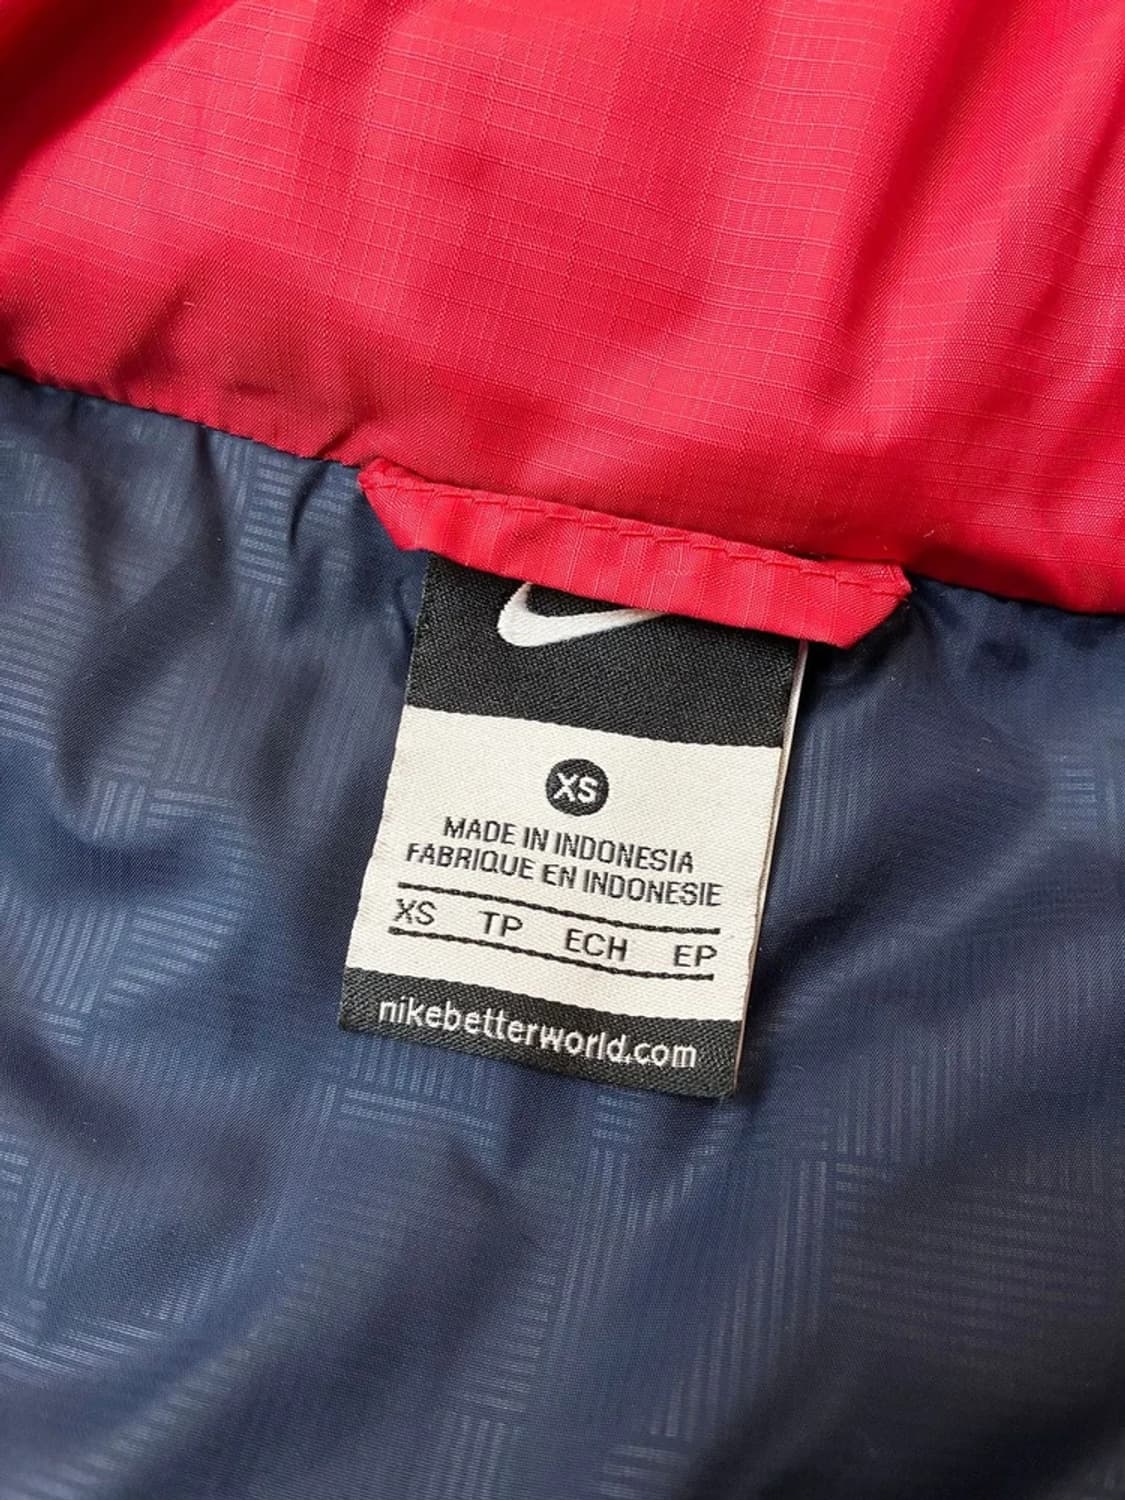 XS
MADE IN INDONESIA
FABRIQUE EN INDONESIE
XS TP ECH EP
nikebetterworld.com